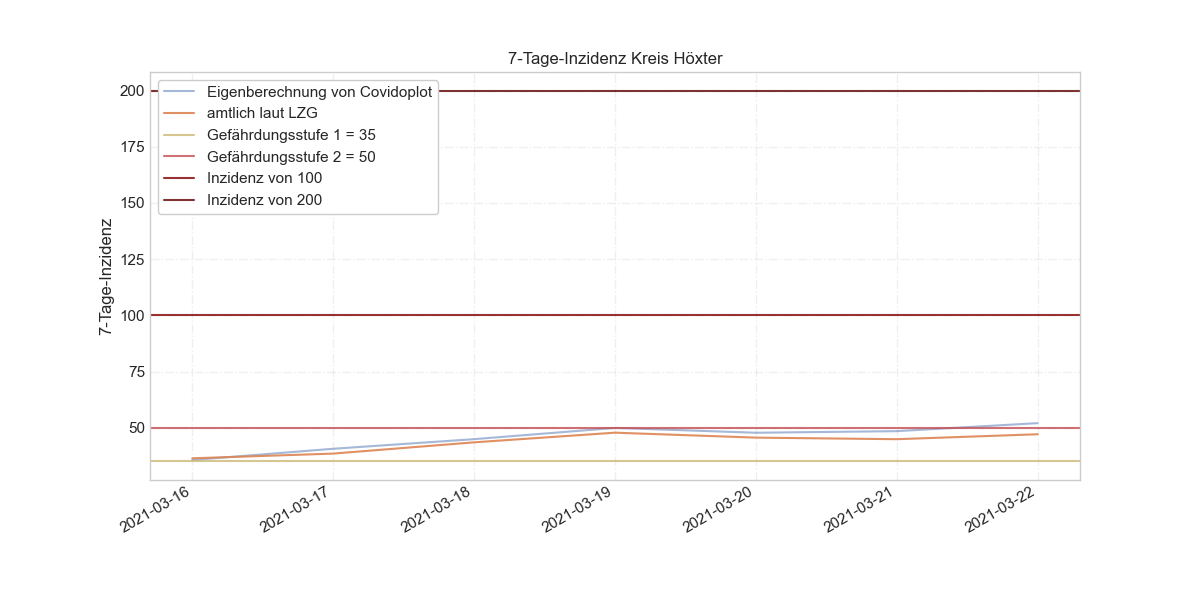 7-Tage-Inzidenz Kreis Höxter
Eigenberechnung von Covidoplot
amtlich laut LZG
Gefährdungsstufe 1 = 35
Gefährdungsstufe 2 = 50
Inzidenz von 100
Inzidenz von 200
7-Tage-Inzidenz
200
175
150
125
100
75
50
2021-03-16
2021-03-17
2021-03-18
2021-03-19
2021-03-20
2021-03-21
2021-03-22